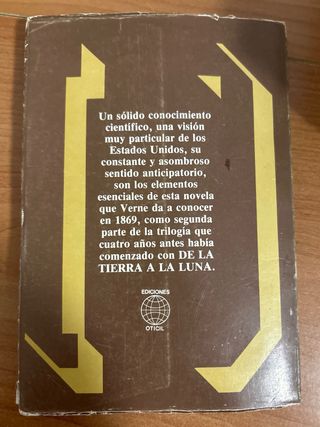 Un sólido conocimiento
científico, una visión
muy particular de los
Estados Unidos, su
constante y asombroso
sentido anticipatorio,
son los elementos
esenciales de esta novela
que Verne da a conocer
en 1869, como segunda
parte de la trilogía que
cuatro años antes había
comenzado con DE LA
TIERRA A LA LUNA.
EDICIONES
OTICIL